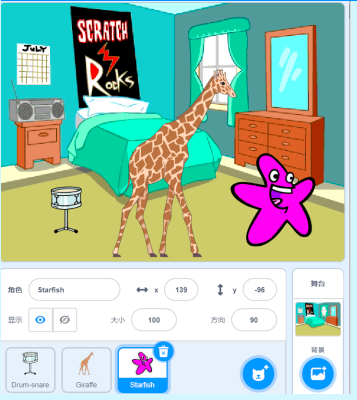 SCRATCH
Rocks
JULY
角色
Starfish
x
139
y
-96
舞台
显示
大小
100
方向
90
背景
Drum-snare
Giraffe
Starfish